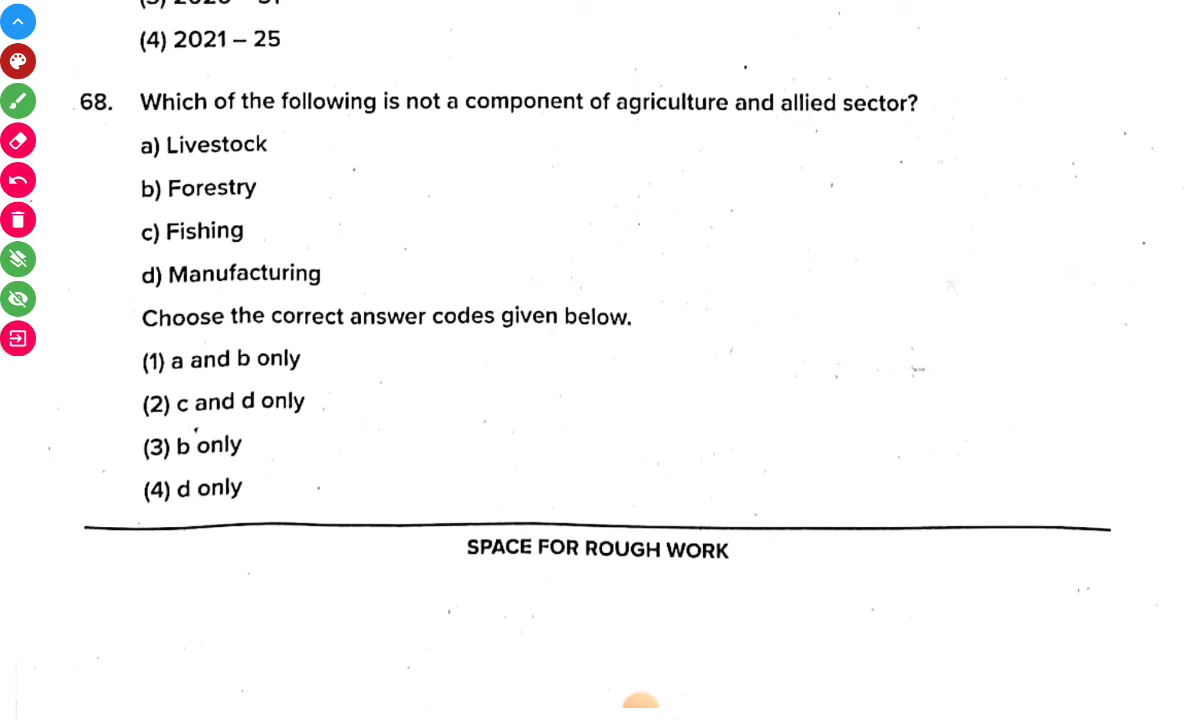 (4) 2021 – 25
68. Which of the following is not a component of agriculture and allied sector?
a) Livestock
b) Forestry
c) Fishing
d) Manufacturing
Choose the correct answer codes given below.
(1) a and b only
(2) c and d only
(3) b only
(4) d only
SPACE FOR ROUGH WORK